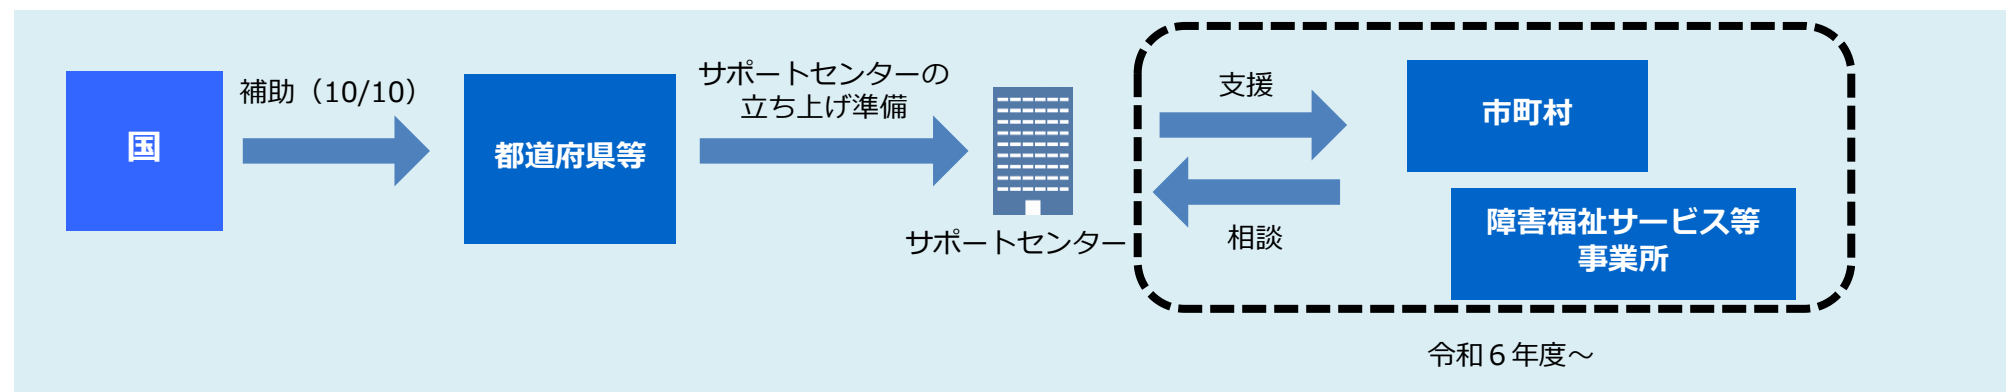 国
補助（10/10）
都道府県等
サポートセンターの
立ち上げ準備
サポートセンター
支援
相談
市町村
障害福祉サービス等
事業所
令和６年度～